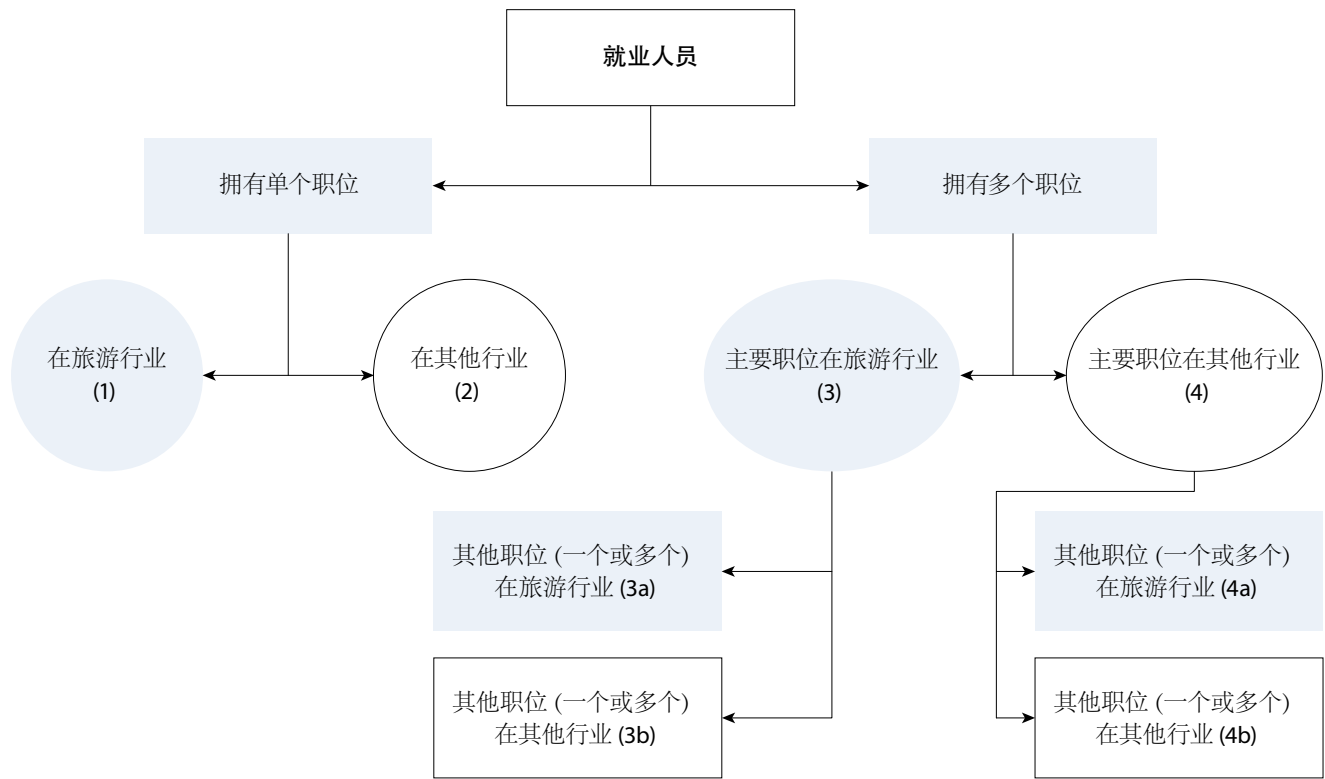 就业人员
拥有单个职位
拥有多个职位
在旅游行业
(1)
在其他行业
(2)
主要职位在旅游行业
(3)
主要职位在其他行业
(4)
其他职位 (一个或多个)
在旅游行业 (3a)
其他职位 (一个或多个)
在旅游行业 (4a)
其他职位 (一个或多个)
在其他行业 (3b)
其他职位 (一个或多个)
在其他行业 (4b)